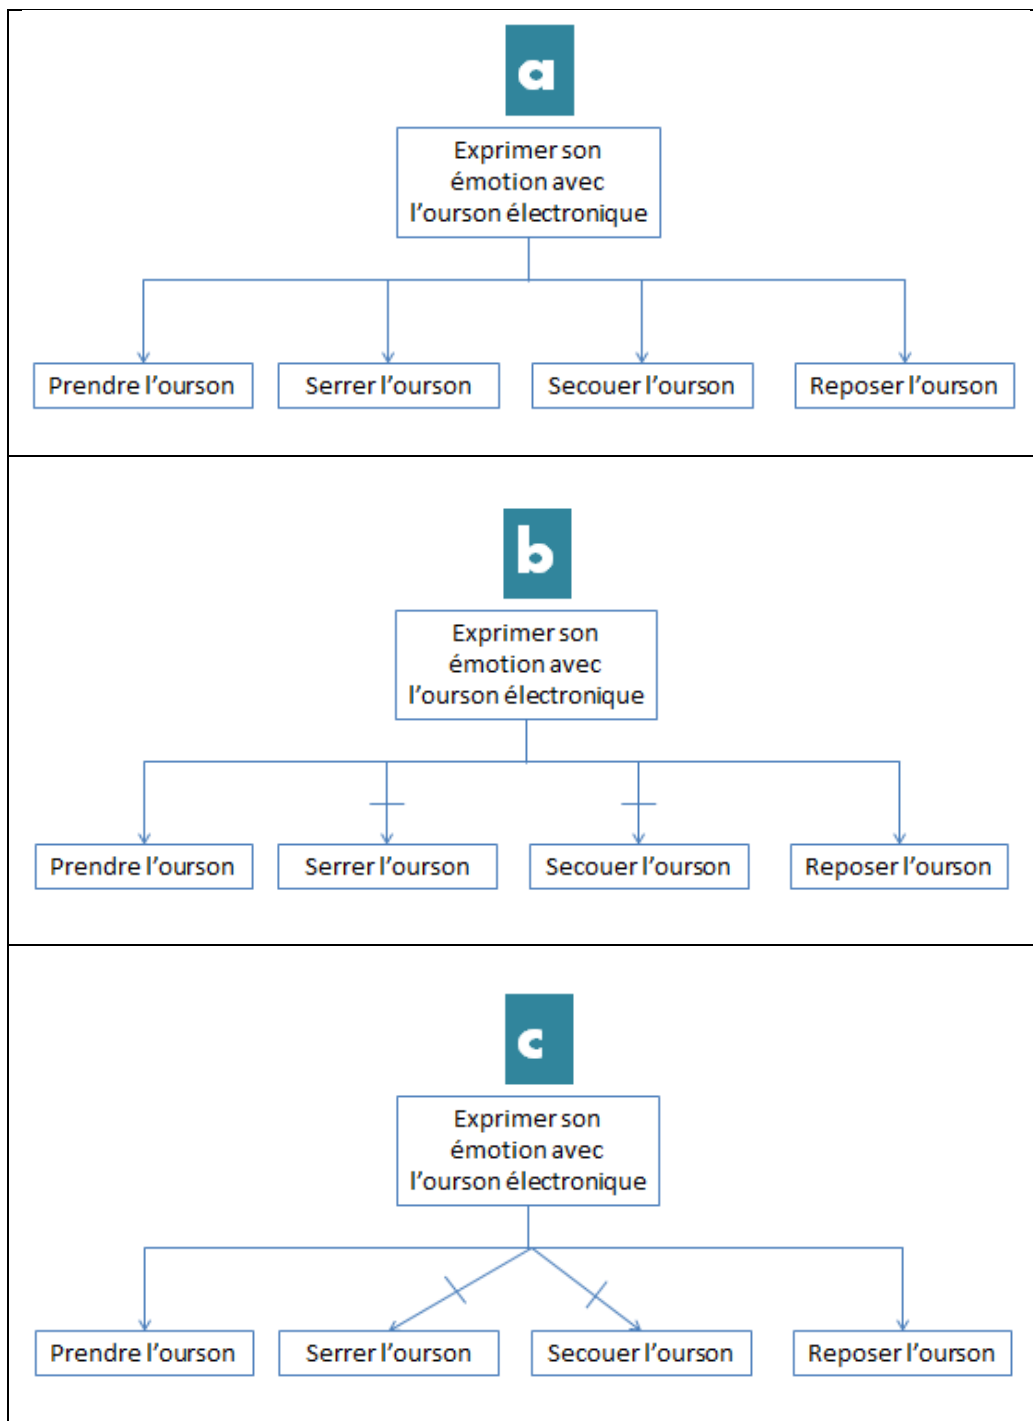 a
Exprimer son
émotion avec
l'ourson électronique
Prendre l'ourson
Serrer l'ourson
Secouer l'ourson
Reposer l'ourson
b
Exprimer son
émotion avec
l'ourson électronique
Prendre l'ourson
Serrer l'ourson
Secouer l'ourson
Reposer l'ourson
c
Exprimer son
émotion avec
l'ourson électronique
Prendre l'ourson
Serrer l'ourson
Secouer l'ourson
Reposer l'ourson